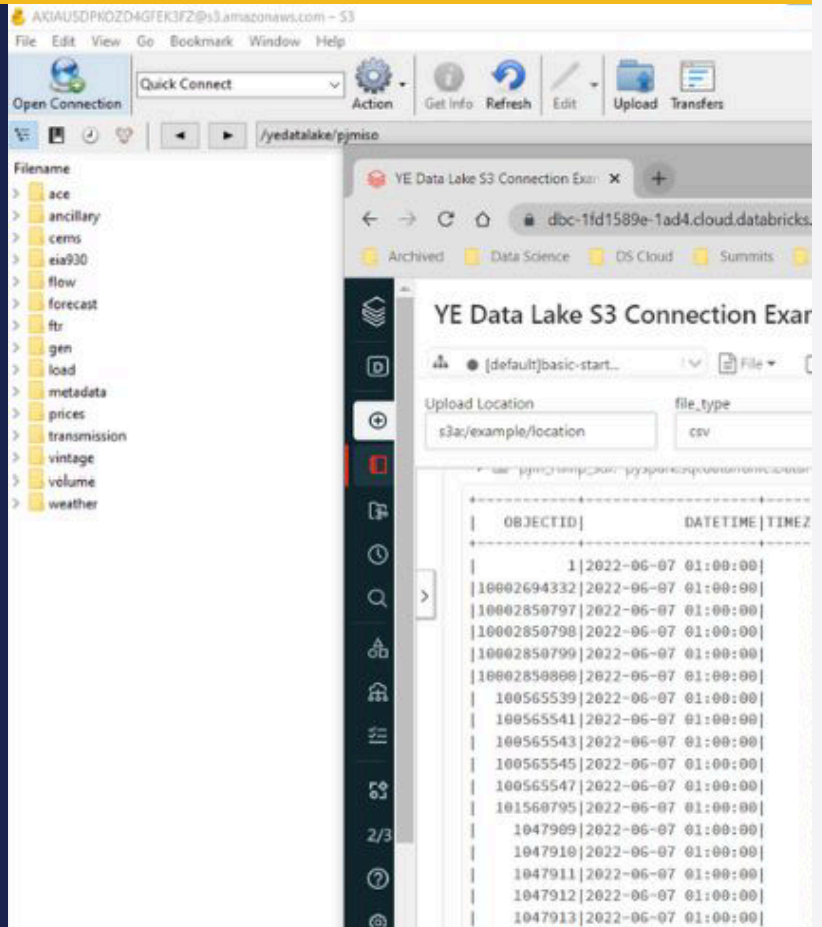 AKIAUSDPKOZD4GFEK3FZ@s3.amazonaws.com – S3
File Edit View Go Bookmark Window Help
Quick Connect
Open Connection Action Get Info Refresh Edit Upload Transfers
/yedatalake/pjmiso
Filename
ace
ancillary
cems
eia930
flow
forecast
ftr
gen
load
metadata
prices
transmission
vintage
volume
weather
YE Data Lake S3 Connection Exar
dbc-1fd1589e-1ad4.cloud.databricks.
Archived Data Science DS Cloud Summits
YE Data Lake S3 Connection Exar
[default]basic-start... File
Upload Location file_type
s3a:/example/location csv
| OBJECTID| DATETIME|TIMEZ
| 1|2022-06-07 01:00:00|
|10002694332|2022-06-07 01:00:00|
|10002850797|2022-06-07 01:00:00|
|10002850798|2022-06-07 01:00:00|
|10002850799|2022-06-07 01:00:00|
|10002850800|2022-06-07 01:00:00|
| 100565539|2022-06-07 01:00:00|
| 100565541|2022-06-07 01:00:00|
| 100565543|2022-06-07 01:00:00|
| 100565545|2022-06-07 01:00:00|
| 100565547|2022-06-07 01:00:00|
| 101560795|2022-06-07 01:00:00|
| 1047909|2022-06-07 01:00:00|
| 1047910|2022-06-07 01:00:00|
| 1047911|2022-06-07 01:00:00|
| 1047912|2022-06-07 01:00:00|
| 1047913|2022-06-07 01:00:00|
2/3